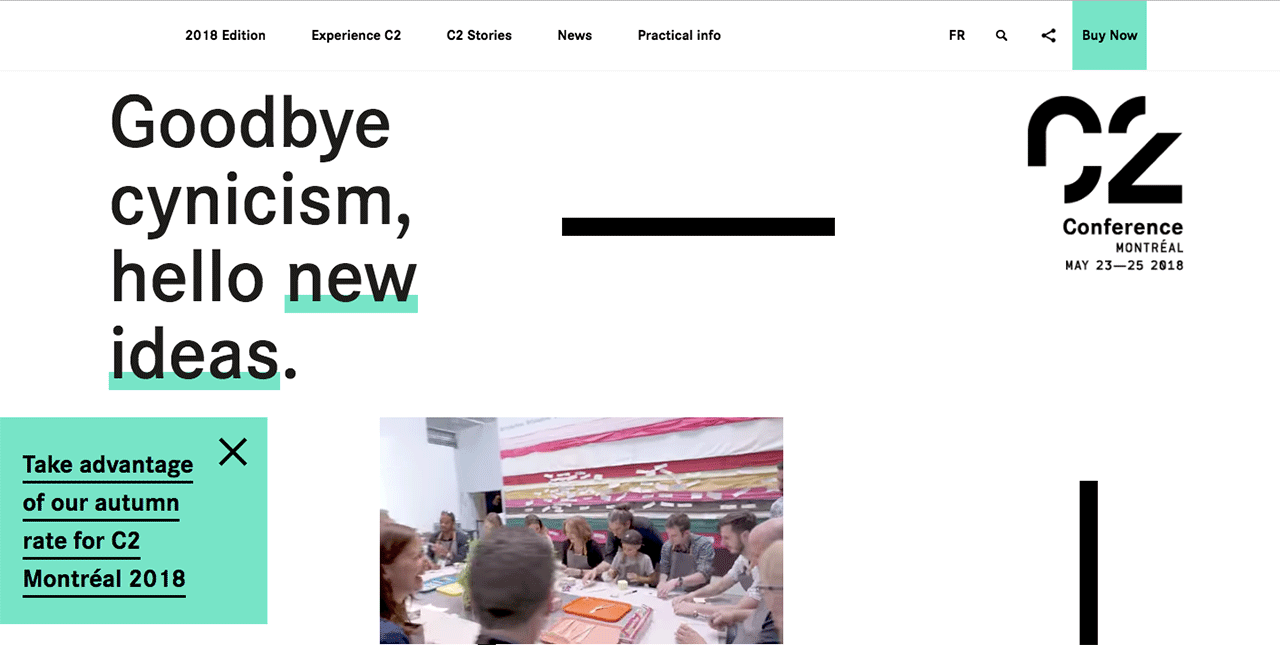 2018 Edition
Experience C2
C2 Stories
News
Practical info
FR
Buy Now
Goodbye
cynicism,
hello new
ideas.
C2
Conference
MONTRÉAL
MAY 23—25 2018
Take advantage
of our autumn
rate for C2
Montréal 2018